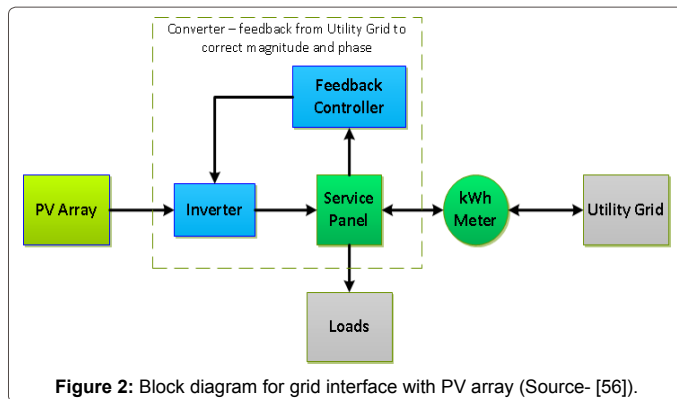 Converter – feedback from Utility Grid to
correct magnitude and phase
Feedback
Controller
PV Array
Inverter
Service
Panel
kWh
Meter
Utility Grid
Loads
Figure 2: Block diagram for grid interface with PV array (Source- [56]).